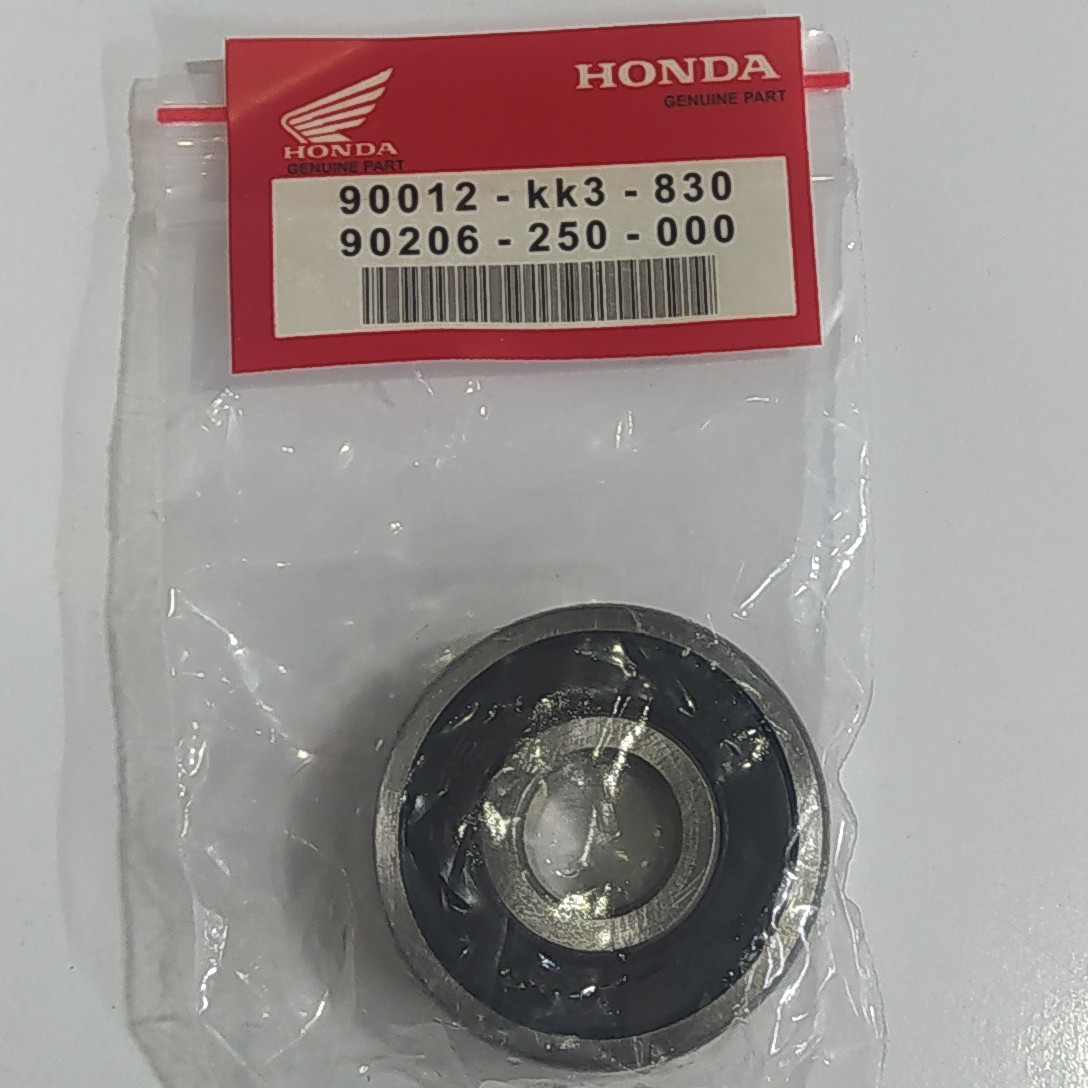 HONDA
GENUINE PART
HONDA
GENUINE PART
90012 - kk3 - 830
90206 - 250 - 000